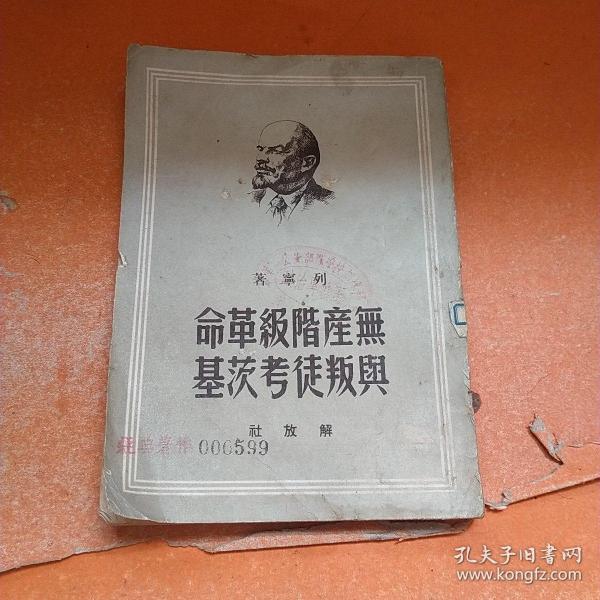 列寧著
無產階級革命
與叛徒考茨基
解放社
000599
孔夫子旧書网
www.kongfz.com